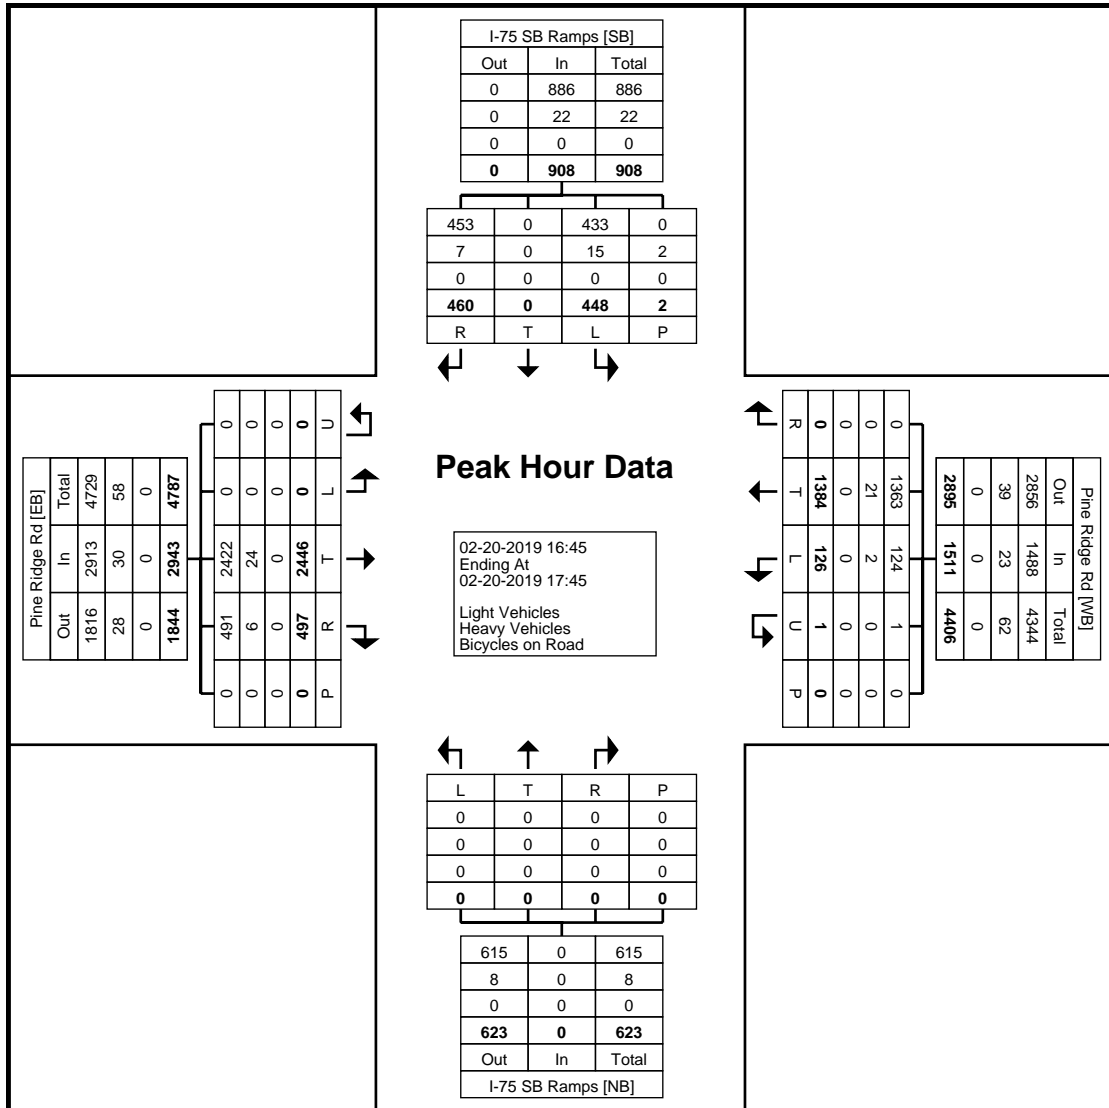 I-75 SB Ramps [SB]
Out In Total
0 886 886
0 22 22
0 0 0
0 908 908
453 0 433 0
7 0 15 2
0 0 0 0
460 0 448 2
R T L P
Pine Ridge Rd [EB]
Total In Out
4729 2913 1816
58 30 28
0 0 0
4787 2943 1844
0 0 2422 491 0
0 0 24 6 0
0 0 0 0 0
0 0 2446 497 0
U L T R P
Peak Hour Data
02-20-2019 16:45
Ending At
02-20-2019 17:45
Light Vehicles
Heavy Vehicles
Bicycles on Road
Pine Ridge Rd [WB]
Out In Total
2856 1488 4344
39 23 62
0 0 0
2895 1511 4406
0 1363 124 1 0
0 21 2 0 0
0 0 0 0 0
0 1384 126 1 0
R T L U P
L T R P
0 0 0 0
0 0 0 0
0 0 0 0
0 0 0 0
615 0 615
8 0 8
0 0 0
623 0 623
Out In Total
I-75 SB Ramps [NB]